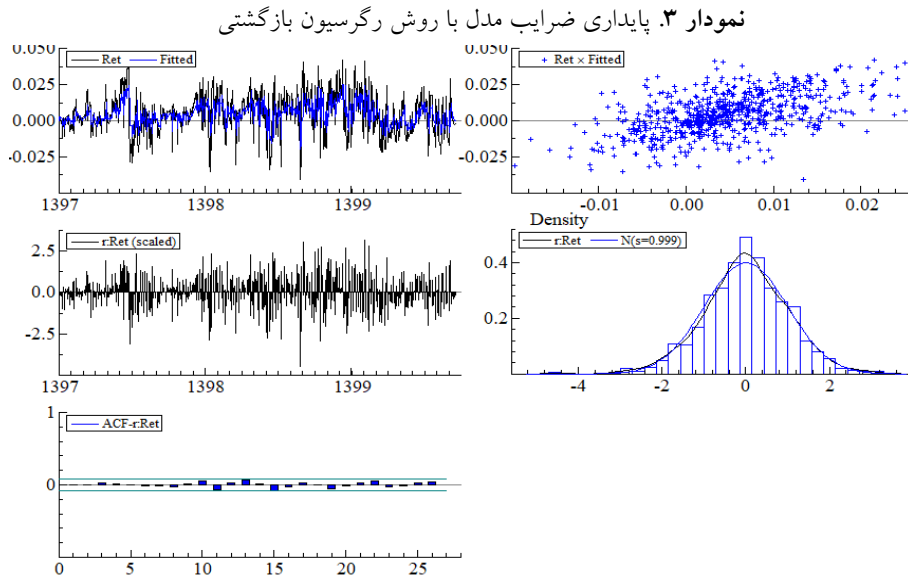 نمودار ۳. پایداری ضرایب مدل با روش رگرسیون بازگشتی
0.050
Ret Fitted
0.025
0.000
-0.025
1397 1398 1399
0.050
Ret × Fitted
0.025
0.000
-0.025
-0.01 0.00 0.01 0.02
r:Ret (scaled)
2.5
0.0
-2.5
1397 1398 1399
Density
r:Ret N(s=0.999)
0.4
0.2
-4 -2 0 2
1
ACF-r:Ret
0
0 5 10 15 20 25